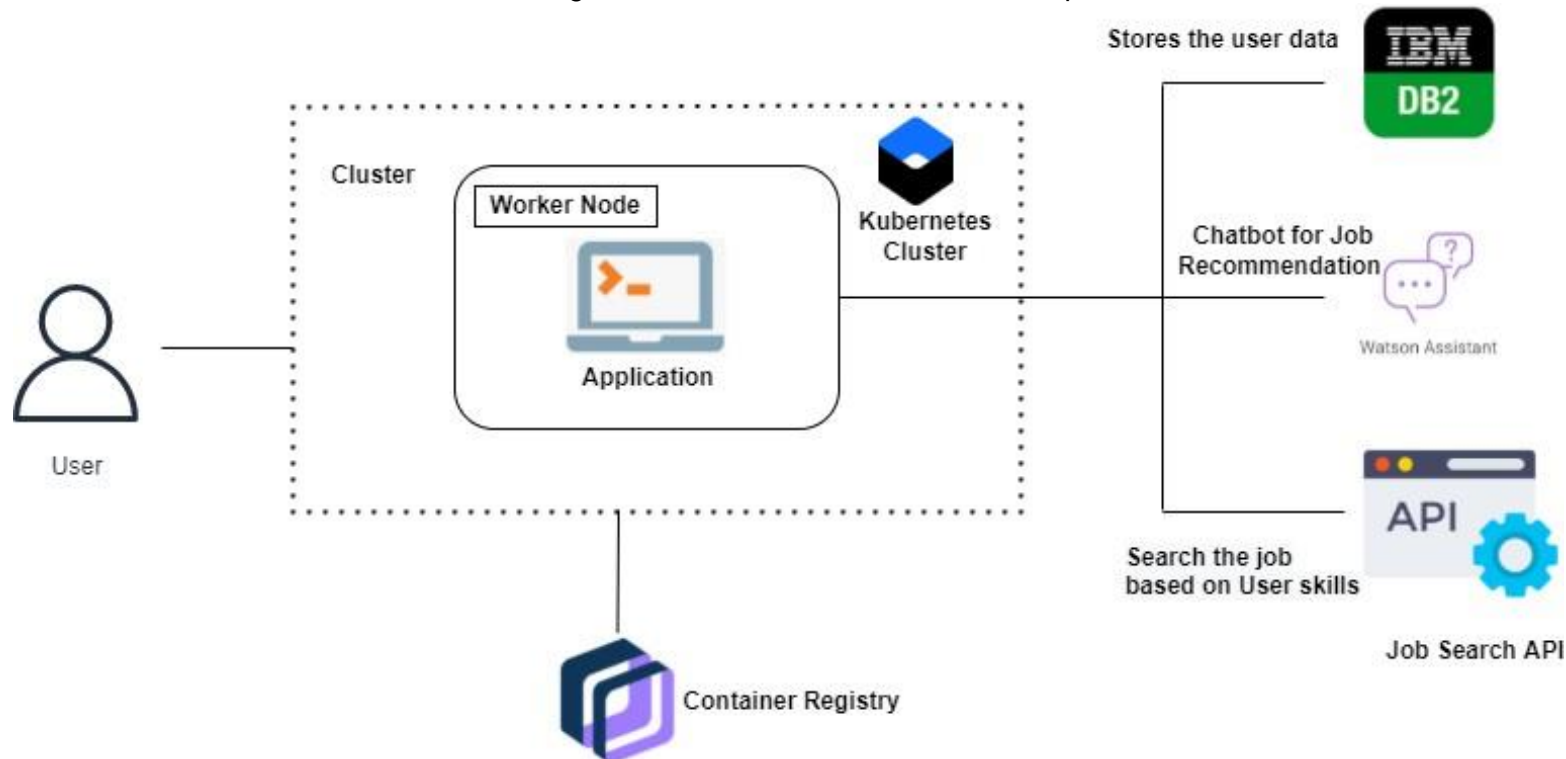 Stores the user data
IBM
DB2
Cluster
Worker Node
Application
Kubernetes
Cluster
Chatbot for Job
Recommendation
?
Watson Assistant
User
API
Search the job
based on User skills
Job Search API
Container Registry